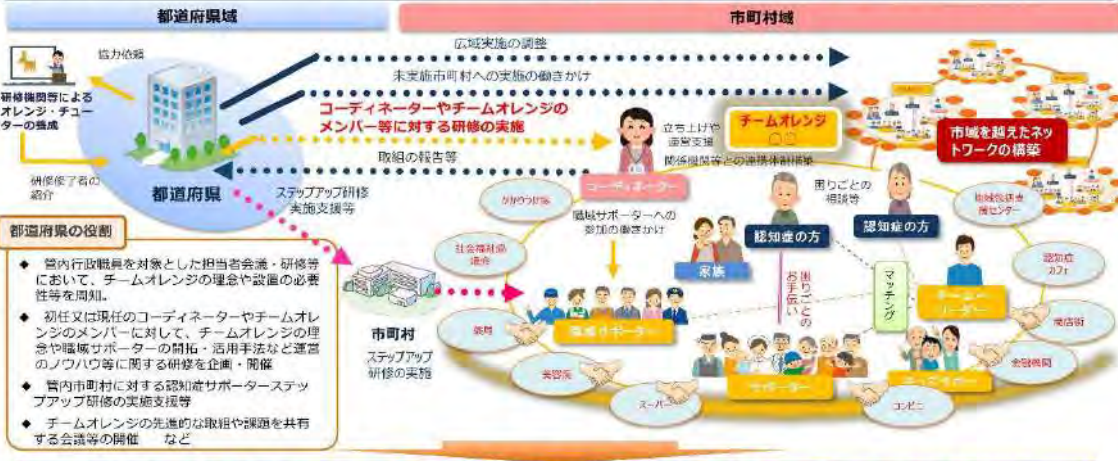 都道府県域
市町村域
協力依頼
研修機関等による
オレンジ・チュー
ターの養成
研修修了者の
紹介
都道府県
広域実施の調整
未実施市町村への実施の働きかけ
コーディネーターやチームオレンジの
メンバー等に対する研修の実施
取組の報告等
ステップアップ研修
実施支援等
立ち上げや
運営支援
チームオレンジ
〇〇
関係機関等との連携体制構築
市域を越えたネッ
トワークの構築
コーディネーター
職域サポーターへの
参加の働きかけ
困りごとの
相談等
認知症の方
認知症の方
家族
かかりつけ医
社会福祉協
議会
地域包括支
援センター
認知症
カフェ
商店街
金融機関
コンビニ
スーパー
美容院
薬局
職域サポーター
困りごとの
お手伝い
マッチング
サポーター
市町村
ステップアップ
研修の実施
都道府県の役割
◆ 管内行政職員を対象とした担当者会議・研修等
において、チームオレンジの理念や設置の必要
性等を周知。
◆ 初任又は現任のコーディネーターやチームオレ
ンジのメンバーに対して、チームオレンジの理
念や職域サポーターの開拓・活用手法など運営
のノウハウ等に関する研修を企画・開催
◆ 管内市町村に対する認知症サポーターステッ
プアップ研修の実施支援等
◆ チームオレンジの先進的な取組や課題を共有
する会議等の開催 など